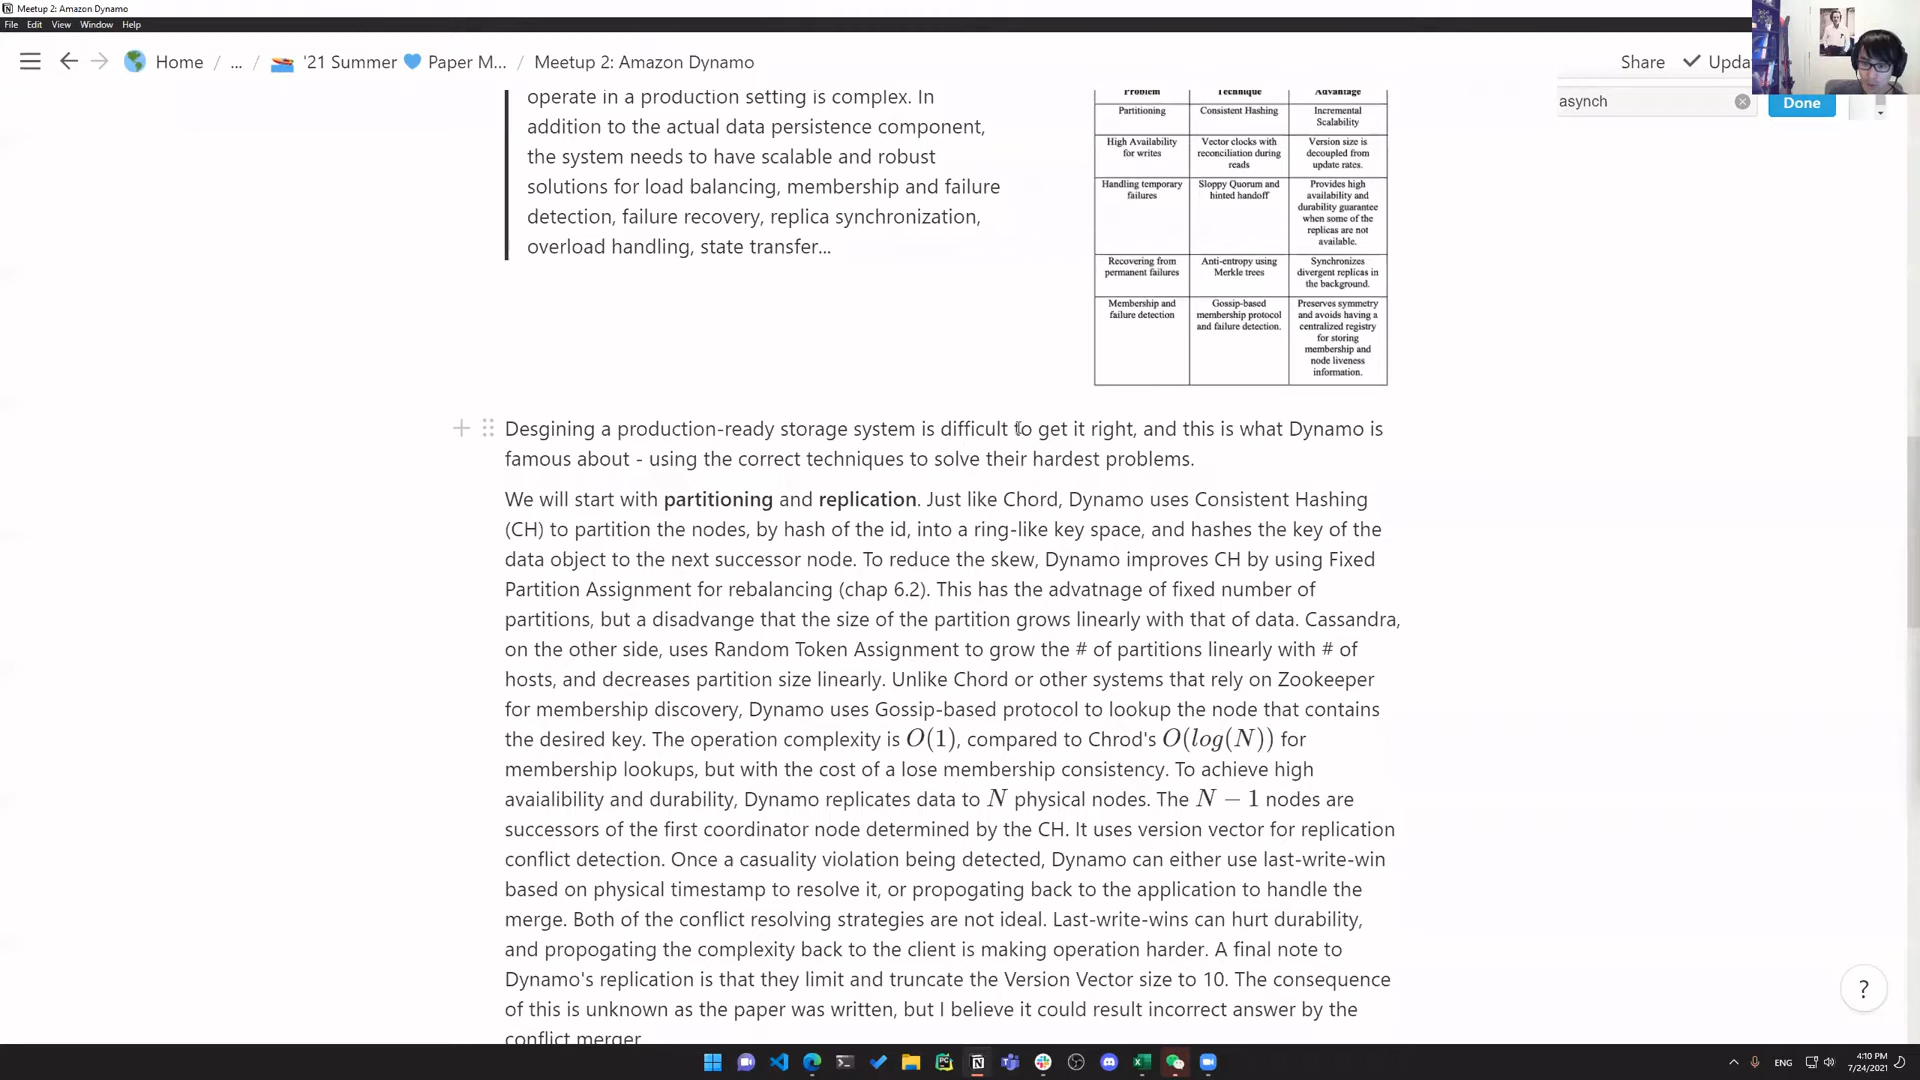 Meetup 2: Amazon Dynamo
File Edit View Window Help
Home / ... / '21 Summer Paper M... / Meetup 2: Amazon Dynamo
Share Upda
asynch
Done
operate in a production setting is complex. In
addition to the actual data persistence component,
the system needs to have scalable and robust
solutions for load balancing, membership and failure
detection, failure recovery, replica synchronization,
overload handling, state transfer...
Problem Technique Advantage
Partitioning Consistent Hashing Incremental
Scalability
High Availability Vector clocks with Version size is
for writes reconciliation during decoupled from
reads update rates.
Handling temporary Sloppy Quorum and Provides high
failures hinted handoff availability and
durability guarantee
when some of the
replicas are not
available.
Recovering from Anti-entropy using Synchronizes
permanent failures Merkle trees divergent replicas in
the background.
Membership and Gossip-based Preserves symmetry
failure detection membership protocol and avoids having a
and failure detection. centralized registry
for storing
membership and
node liveness
information.
Desgining a production-ready storage system is difficult to get it right, and this is what Dynamo is
famous about - using the correct techniques to solve their hardest problems.
We will start with partitioning and replication. Just like Chord, Dynamo uses Consistent Hashing
(CH) to partition the nodes, by hash of the id, into a ring-like key space, and hashes the key of the
data object to the next successor node. To reduce the skew, Dynamo improves CH by using Fixed
Partition Assignment for rebalancing (chap 6.2). This has the advatnage of fixed number of
partitions, but a disadvange that the size of the partition grows linearly with that of data. Cassandra,
on the other side, uses Random Token Assignment to grow the # of partitions linearly with # of
hosts, and decreases partition size linearly. Unlike Chord or other systems that rely on Zookeeper
for membership discovery, Dynamo uses Gossip-based protocol to lookup the node that contains
the desired key. The operation complexity is O(1), compared to Chrod's O(log(N)) for
membership lookups, but with the cost of a lose membership consistency. To achieve high
avaialibility and durability, Dynamo replicates data to N physical nodes. The N − 1 nodes are
successors of the first coordinator node determined by the CH. It uses version vector for replication
conflict detection. Once a casuality violation being detected, Dynamo can either use last-write-win
based on physical timestamp to resolve it, or propogating back to the application to handle the
merge. Both of the conflict resolving strategies are not ideal. Last-write-wins can hurt durability,
and propogating the complexity back to the client is making operation harder. A final note to
Dynamo's replication is that they limit and truncate the Version Vector size to 10. The consequence
of this is unknown as the paper was written, but I believe it could result incorrect answer by the
conflict merger.
?
ENG
4:10 PM
7/24/2021